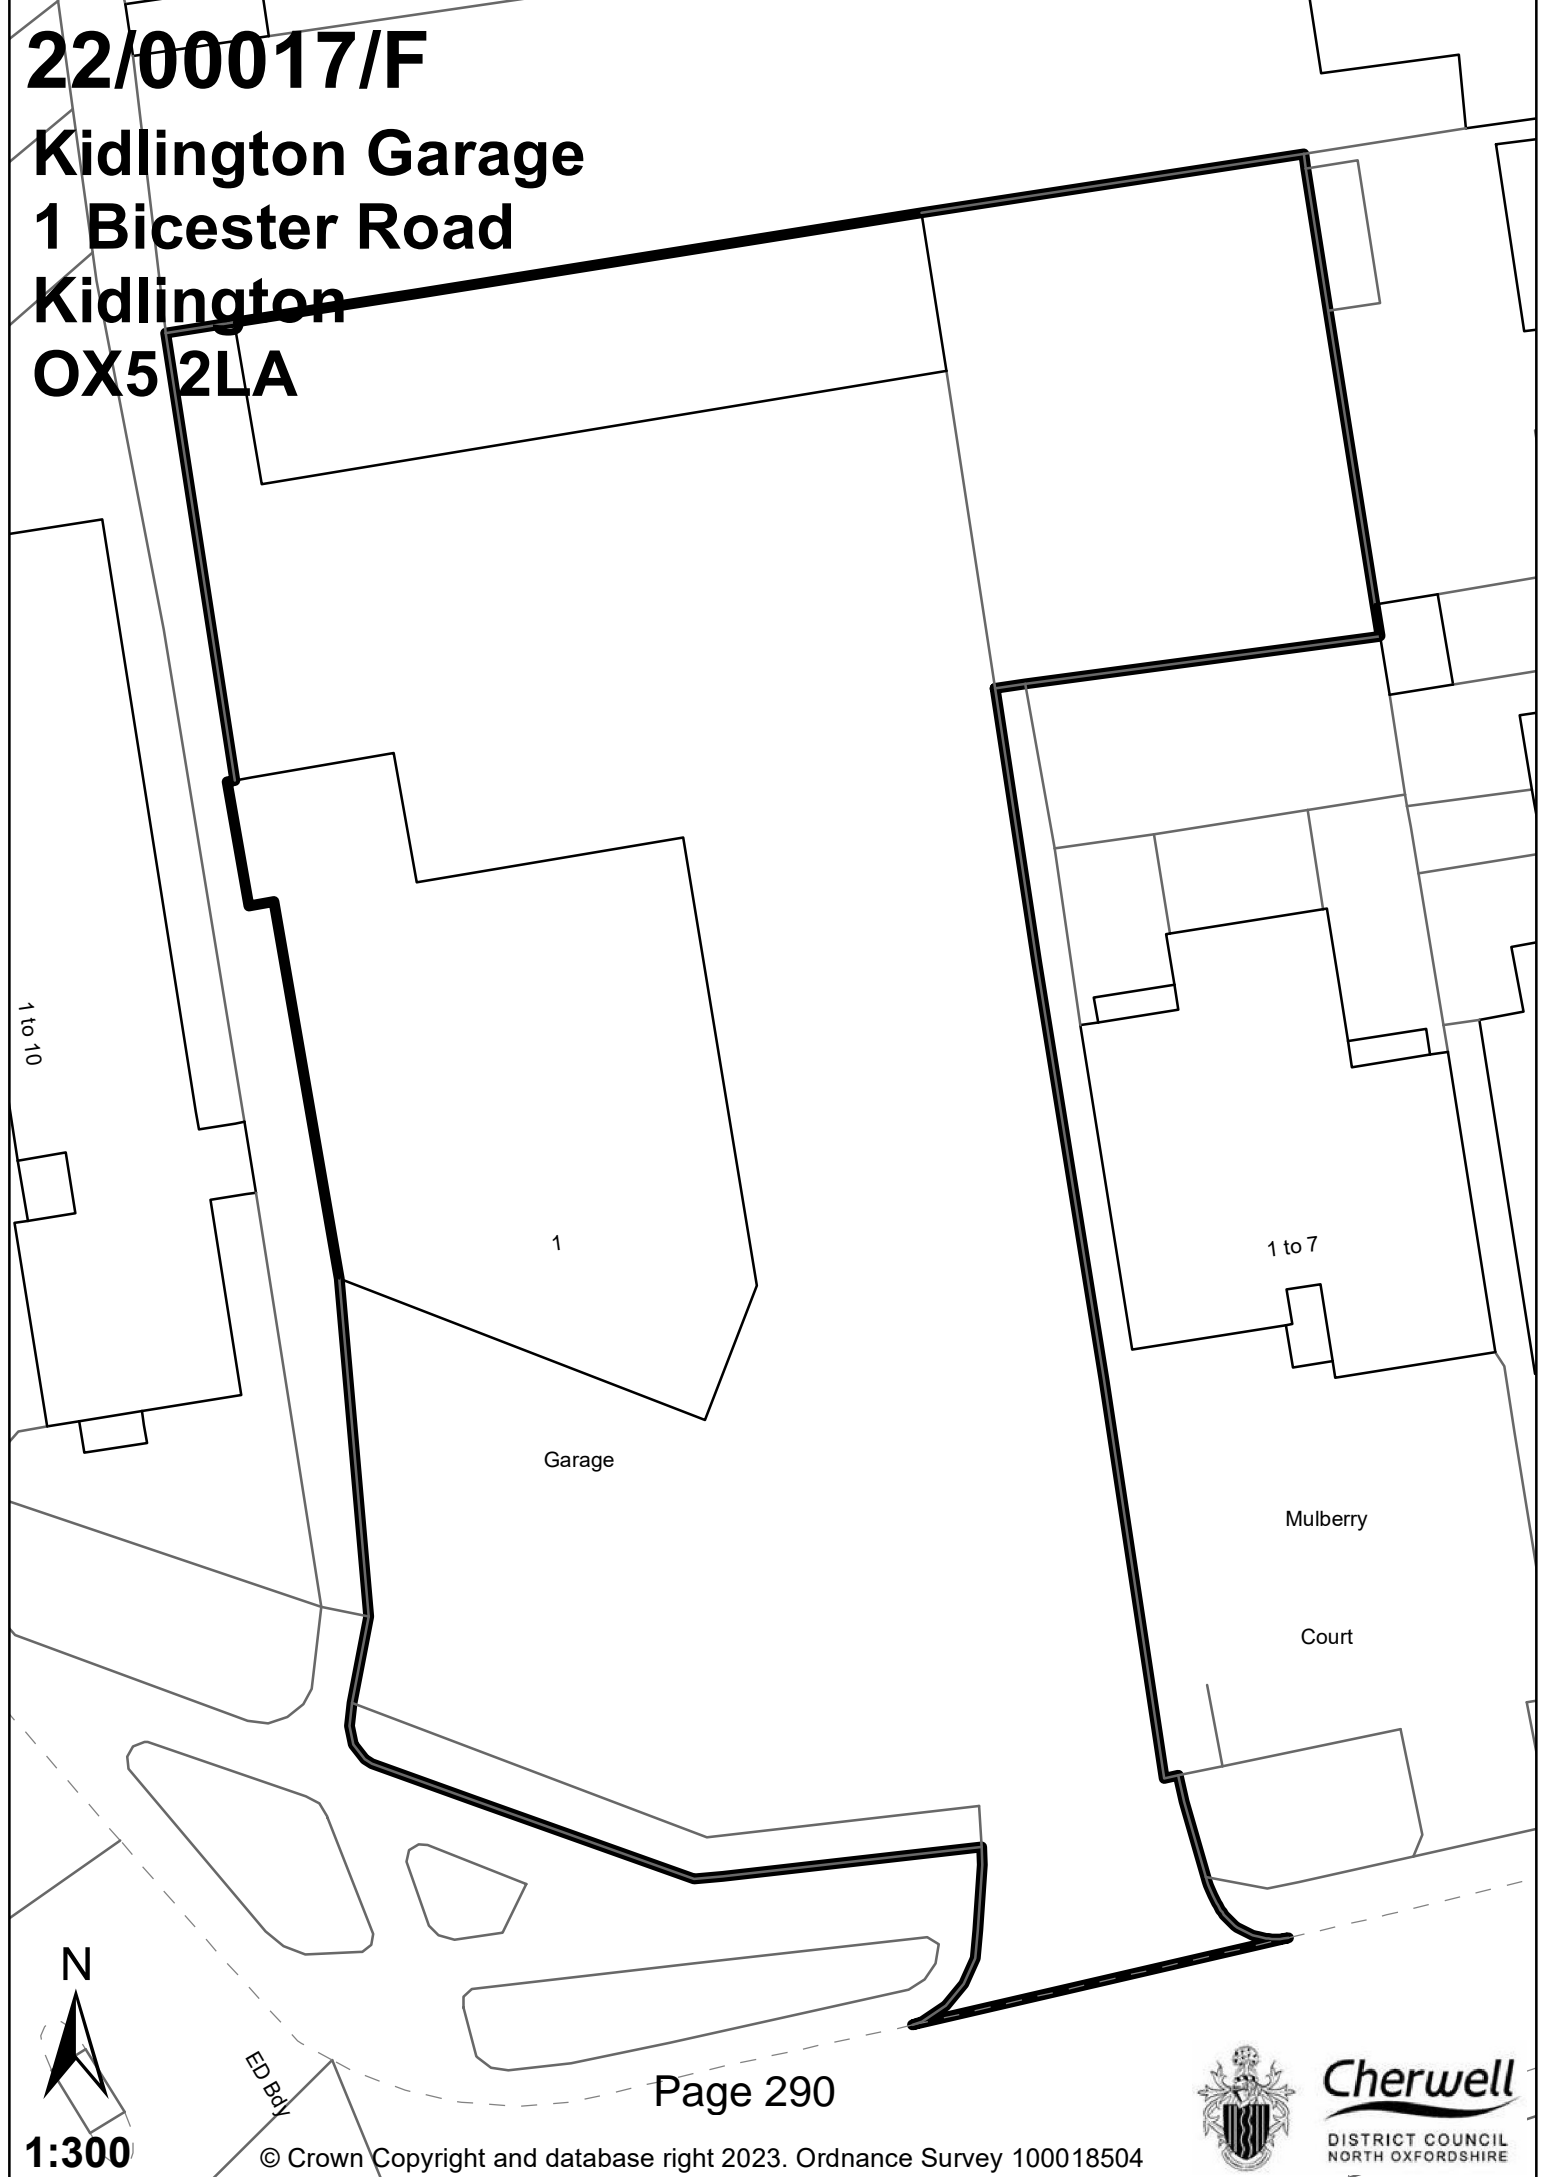 22/00017/F
Kidlington Garage
1 Bicester Road
Kidlington
OX5 2LA
1 to 10
1
1 to 7
Garage
Mulberry
Court
N
ED Bdy
Page 290
1:300
© Crown Copyright and database right 2023. Ordnance Survey 100018504
Cherwell
DISTRICT COUNCIL
NORTH OXFORDSHIRE